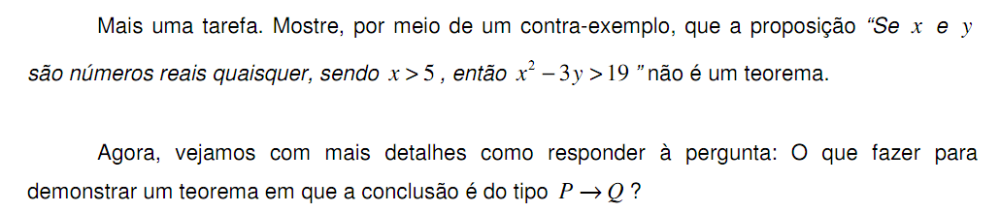 Mais uma tarefa. Mostre, por meio de um contra-exemplo, que a proposição “Se x e y
são números reais quaisquer, sendo x > 5 , então x² − 3y > 19 ” não é um teorema.
Agora, vejamos com mais detalhes como responder à pergunta: O que fazer para
demonstrar um teorema em que a conclusão é do tipo P → Q ?